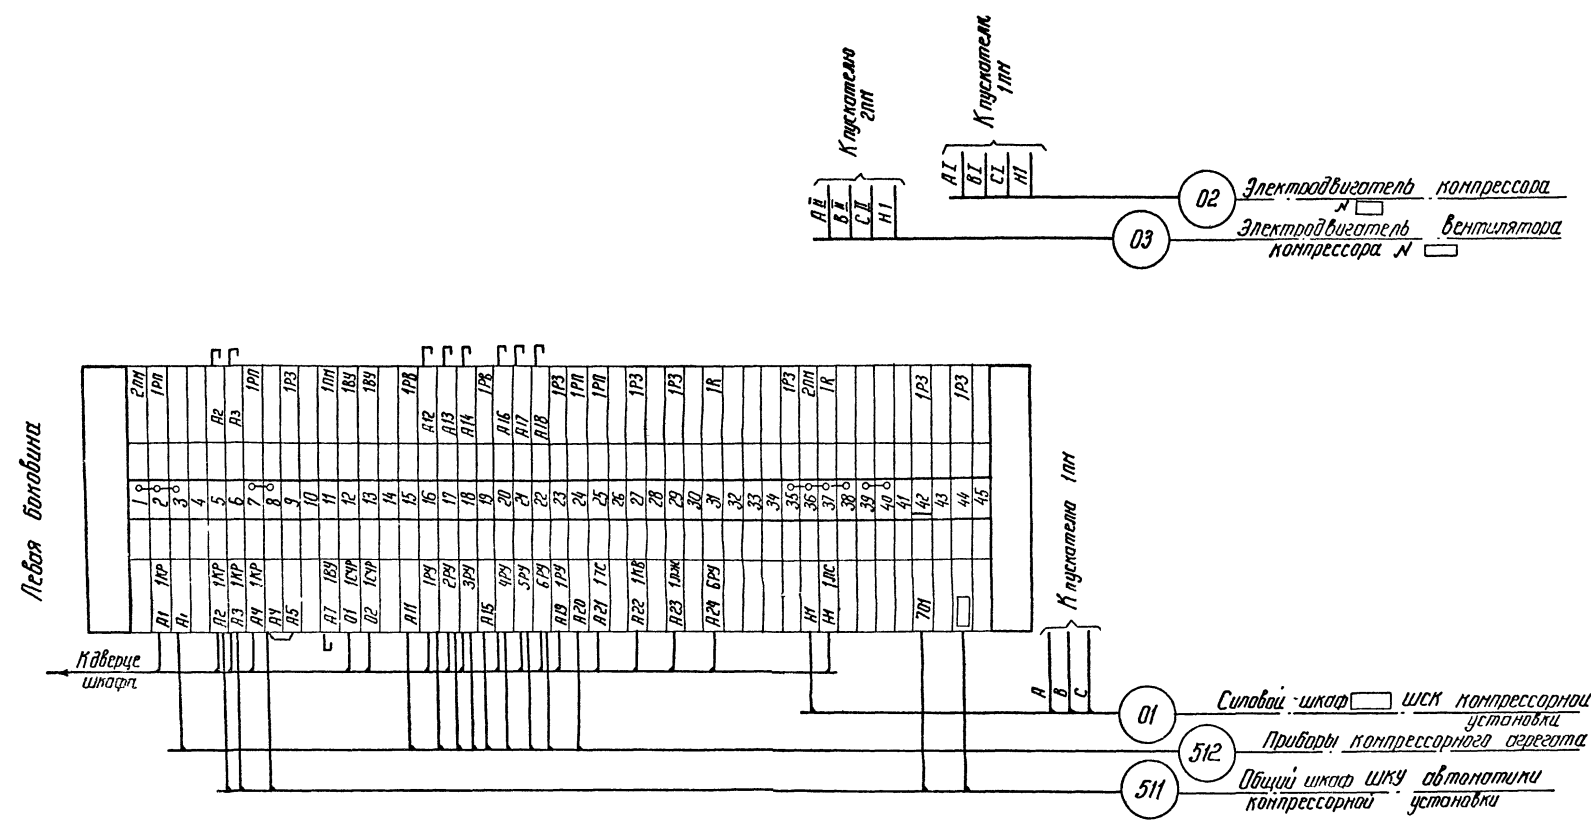 К пускателю
2ПМ
К пускателю
1ПМ
АII
ВII
СII
Н1
АI
ВI
СI
Н1
02
Электродвигатель компрессора
N
03
Электродвигатель вентилятора
компрессора N
Левая боковина
2ПМ
1РП
1РП
1РЗ
1ПМ
1ВУ
1ВУ
1РВ
1РВ
1РЗ
1РП
1РП
1РЗ
1РЗ
1R
1РЗ
2ПМ
1R
1РЗ
1РЗ
А2
А3
А12
А13
А14
А16
А17
А18
1
2
3
4
5
6
7
8
9
10
11
12
13
14
15
16
17
18
19
20
21
22
23
24
25
26
27
28
29
30
31
32
33
34
35
36
37
38
39
40
41
42
43
44
45
А1 1КР
А1
А2 1КР
А3 1КР
А4 1КР
А4
А5
А7 1ВУ
01 1СЧР
02 1СЧР
А11
1РУ
2РУ
3РУ
А15
4РУ
5РУ
6РУ
А19 1РУ
А20
А21 1ТС
А22 1КВ
А23 1РЖ
А24 6РУ
Н1
Н1 1ЛС
701
К дверце
шкафа
К пускателю 1ПМ
А
В
С
01
Силовой шкаф ШСК компрессорной
установки
512
Приборы компрессорного агрегата
511
Общий шкаф ШКУ автоматики
компрессорной установки